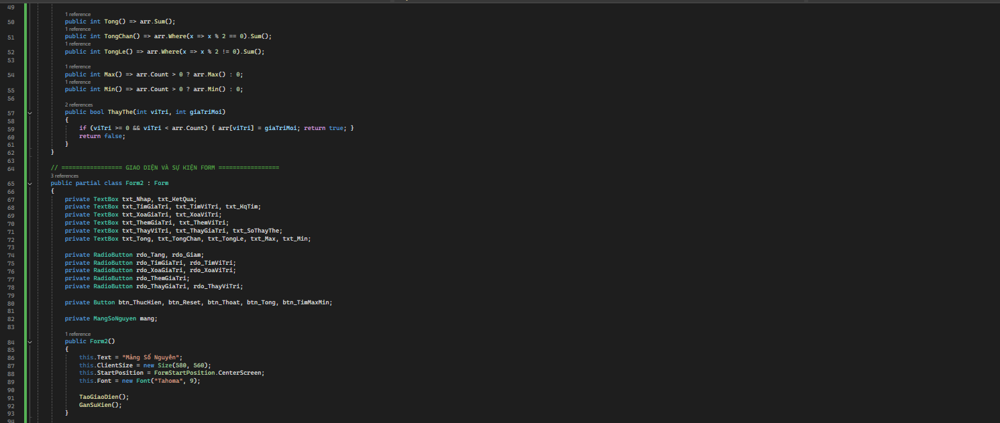 49
1 reference
50 public int Tong() => arr.Sum();
1 reference
51 public int TongChan() => arr.Where(x => x % 2 == 0).Sum();
1 reference
52 public int TongLe() => arr.Where(x => x % 2 != 0).Sum();
53
1 reference
54 public int Max() => arr.Count > 0 ? arr.Max() : 0;
1 reference
55 public int Min() => arr.Count > 0 ? arr.Min() : 0;
56
2 references
57 public bool ThayThe(int viTri, int giaTriMoi)
58 {
59 if (viTri >= 0 && viTri < arr.Count) { arr[viTri] = giaTriMoi; return true; }
60 return false;
61 }
62 }
63
64 // ================= GIAO DIỆN VÀ SỰ KIỆN FORM =================
3 references
65 public partial class Form2 : Form
66 {
67 private TextBox txt_Nhap, txt_KetQua;
68 private TextBox txt_TimGiaTri, txt_TimViTri, txt_KqTim;
69 private TextBox txt_XoaGiaTri, txt_XoaViTri;
70 private TextBox txt_ThemGiaTri, txt_ThemViTri;
71 private TextBox txt_ThayViTri, txt_ThayGiaTri, txt_SoThayThe;
72 private TextBox txt_Tong, txt_TongChan, txt_TongLe, txt_Max, txt_Min;
73
74 private RadioButton rdo_Tang, rdo_Giam;
75 private RadioButton rdo_TimGiaTri, rdo_TimViTri;
76 private RadioButton rdo_XoaGiaTri, rdo_XoaViTri;
77 private RadioButton rdo_ThemGiaTri;
78 private RadioButton rdo_ThayGiaTri, rdo_ThayViTri;
79
80 private Button btn_ThucHien, btn_Reset, btn_Thoat, btn_Tong, btn_TimMaxMin;
81
82 private MangSoNguyen mang;
83
1 reference
84 public Form2()
85 {
86 this.Text = "Mảng Số Nguyên";
87 this.ClientSize = new Size(580, 560);
88 this.StartPosition = FormStartPosition.CenterScreen;
89 this.Font = new Font("Tahoma", 9);
90
91 TaoGiaoDien();
92 GanSuKien();
93 }
94